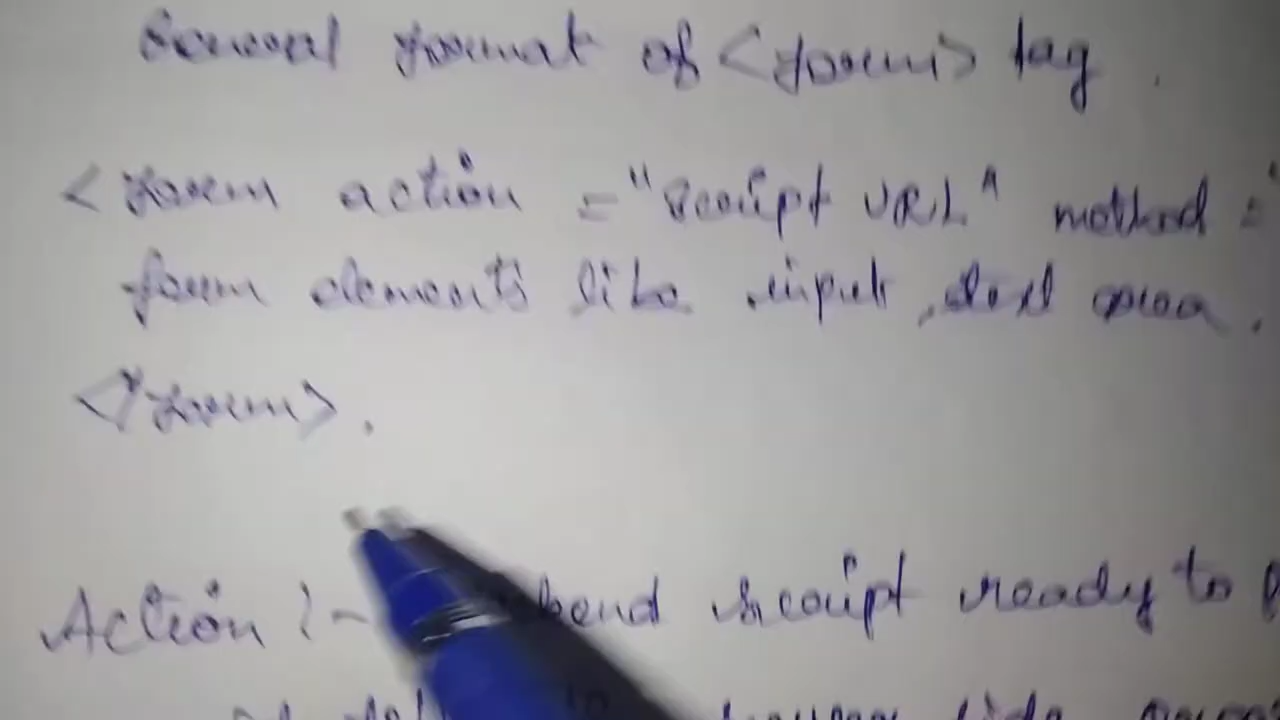 General format of <form> tag
<form action = "script URL" method =
form elements like input, text area.
</form>.
Action :- bend script ready to